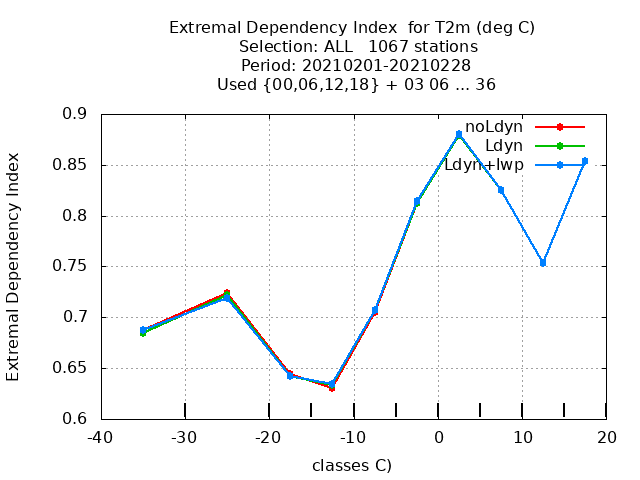 Extremal Dependency Index  for T2m (deg C)
Selection: ALL   1067 stations
Period: 20210201-20210228
Used {00,06,12,18} + 03 06 ... 36
noLdyn
Ldyn
Ldyn+lwp
Extremal Dependency Index
0.9
0.85
0.8
0.75
0.7
0.65
0.6
-40 -30 -20 -10 0 10 20
classes C)